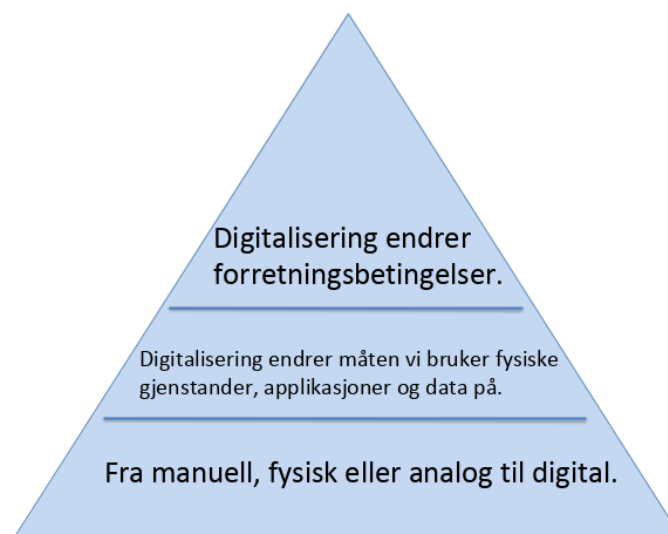 Digitalisering endrer
forretningsbetingelser.
Digitalisering endrer måten vi bruker fysiske
gjenstander, applikasjoner og data på.
Fra manuell, fysisk eller analog til digital.